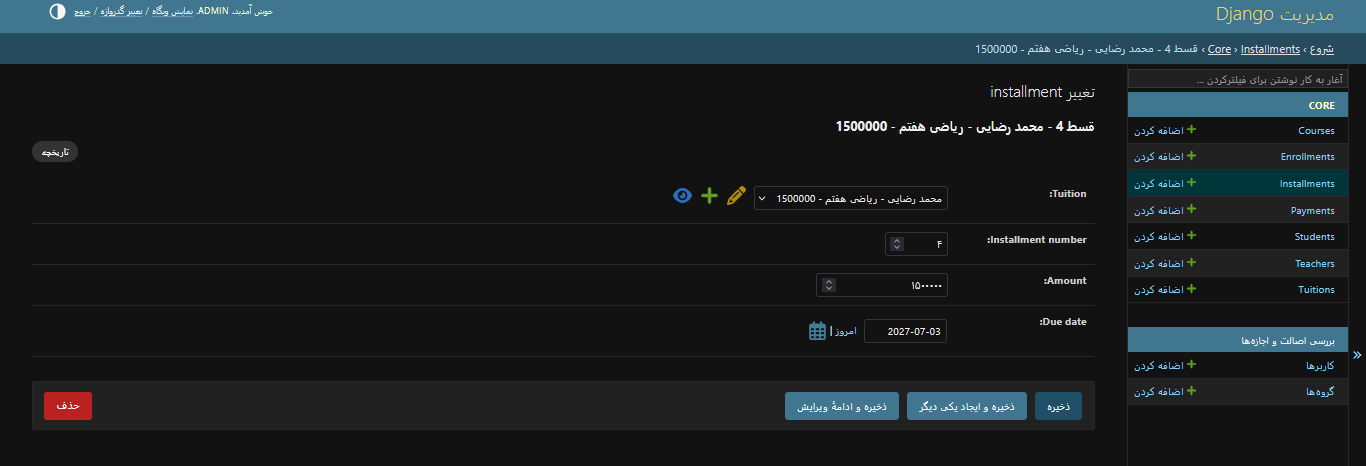 مدیریت Django
خوش آمدید، ADMIN. نمایش وبگاه / تغییر گذرواژه / خروج
شروع › Core › Installments › قسط 4 - محمد رضایی - ریاضی هفتم - 1500000
آغار به کار نوشتن برای فیلترکردن ...
CORE
Courses اضافه کردن
Enrollments اضافه کردن
Installments اضافه کردن
Payments اضافه کردن
Students اضافه کردن
Teachers اضافه کردن
Tuitions اضافه کردن
بررسی اصالت و اجازه‌ها
کاربرها اضافه کردن
گروه‌ها اضافه کردن
»
تغییر installment
قسط 4 - محمد رضایی - ریاضی هفتم - 1500000
تاریخچه
Tuition: محمد رضایی - ریاضی هفتم - 1500000
Installment number: ۴
Amount: ۱۵۰۰۰۰۰
Due date: 2027-07-03 امروز |
ذخیره ذخیره و ایجاد یکی دیگر ذخیره و ادامهٔ ویرایش حذف